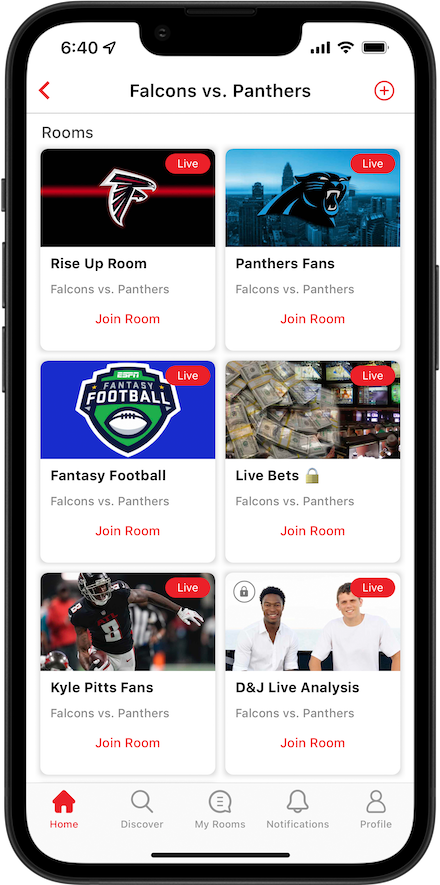 6:40
Falcons vs. Panthers
Rooms
Live
Live
Rise Up Room
Panthers Fans
Falcons vs. Panthers
Falcons vs. Panthers
Join Room
Join Room
Live
Live
ESPN
FANTASY
FOOTBALL
Fantasy Football
Live Bets
Falcons vs. Panthers
Falcons vs. Panthers
Join Room
Join Room
Live
Live
8
Kyle Pitts Fans
D&J Live Analysis
Falcons vs. Panthers
Falcons vs. Panthers
Join Room
Join Room
Home
Discover
My Rooms
Notifications
Profile